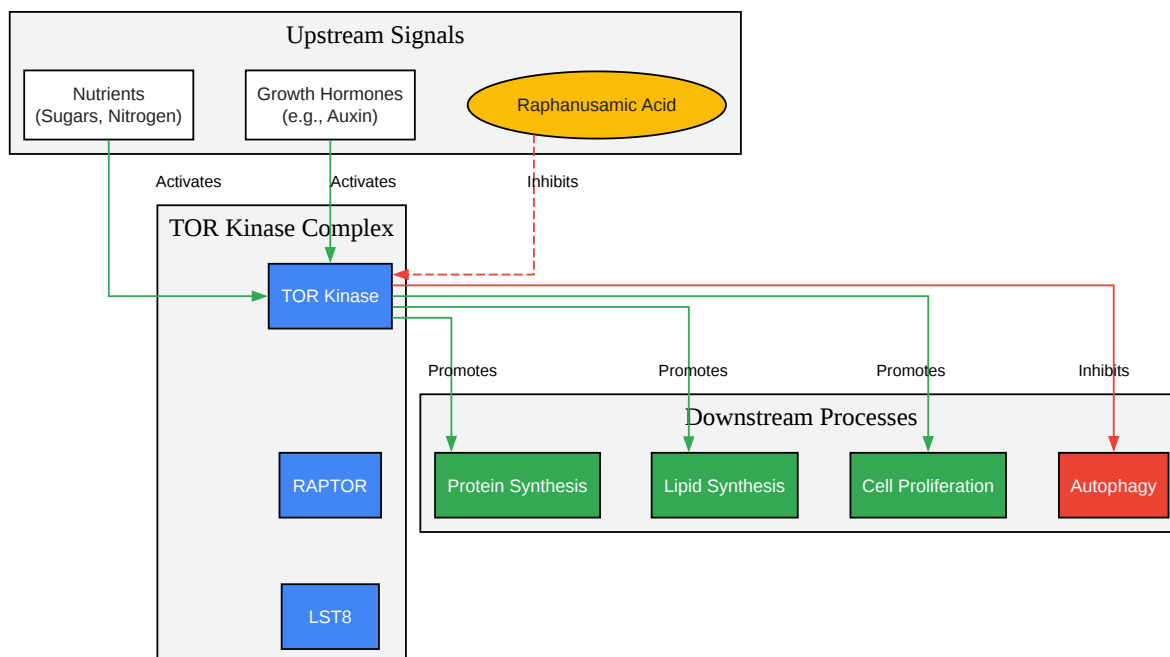 Upstream Signals
Nutrients
(Sugars, Nitrogen)
Growth Hormones
(e.g., Auxin)
Raphanusamic Acid
Activates
Activates
Inhibits
TOR Kinase Complex
TOR Kinase
Promotes
Promotes
Promotes
Inhibits
Downstream Processes
RAPTOR
Protein Synthesis
Lipid Synthesis
Cell Proliferation
Autophagy
LST8